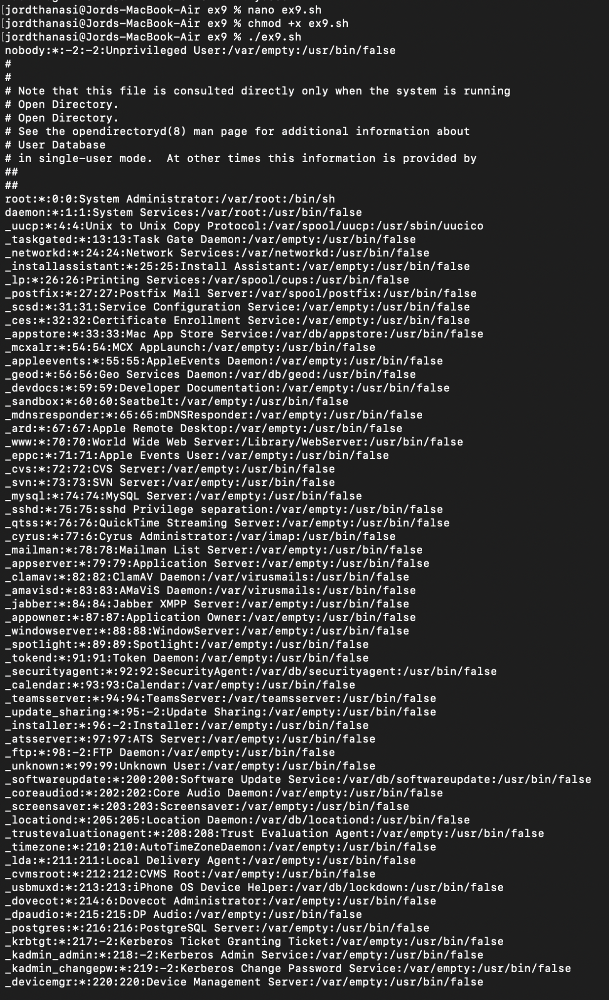 [jordthanasi@Jords-MacBook-Air ex9 % nano ex9.sh
[jordthanasi@Jords-MacBook-Air ex9 % chmod +x ex9.sh
[jordthanasi@Jords-MacBook-Air ex9 % ./ex9.sh
nobody:*:-2:-2:Unprivileged User:/var/empty:/usr/bin/false
#
#
# Note that this file is consulted directly only when the system is running
# Open Directory.
# Open Directory.
# See the opendirectoryd(8) man page for additional information about
# User Database
# in single-user mode.  At other times this information is provided by
##
##
root:*:0:0:System Administrator:/var/root:/bin/sh
daemon:*:1:1:System Services:/var/root:/usr/bin/false
_uucp:*:4:4:Unix to Unix Copy Protocol:/var/spool/uucp:/usr/sbin/uucico
_taskgated:*:13:13:Task Gate Daemon:/var/empty:/usr/bin/false
_networkd:*:24:24:Network Services:/var/networkd:/usr/bin/false
_installassistant:*:25:25:Install Assistant:/var/empty:/usr/bin/false
_lp:*:26:26:Printing Services:/var/spool/cups:/usr/bin/false
_postfix:*:27:27:Postfix Mail Server:/var/spool/postfix:/usr/bin/false
_scsd:*:31:31:Service Configuration Service:/var/empty:/usr/bin/false
_ces:*:32:32:Certificate Enrollment Service:/var/empty:/usr/bin/false
_appstore:*:33:33:Mac App Store Service:/var/db/appstore:/usr/bin/false
_mcxalr:*:54:54:MCX AppLaunch:/var/empty:/usr/bin/false
_appleevents:*:55:55:AppleEvents Daemon:/var/empty:/usr/bin/false
_geod:*:56:56:Geo Services Daemon:/var/db/geod:/usr/bin/false
_devdocs:*:59:59:Developer Documentation:/var/empty:/usr/bin/false
_sandbox:*:60:60:Seatbelt:/var/empty:/usr/bin/false
_mdnsresponder:*:65:65:mDNSResponder:/var/empty:/usr/bin/false
_ard:*:67:67:Apple Remote Desktop:/var/empty:/usr/bin/false
_www:*:70:70:World Wide Web Server:/Library/WebServer:/usr/bin/false
_eppc:*:71:71:Apple Events User:/var/empty:/usr/bin/false
_cvs:*:72:72:CVS Server:/var/empty:/usr/bin/false
_svn:*:73:73:SVN Server:/var/empty:/usr/bin/false
_mysql:*:74:74:MySQL Server:/var/empty:/usr/bin/false
_sshd:*:75:75:sshd Privilege separation:/var/empty:/usr/bin/false
_qtss:*:76:76:QuickTime Streaming Server:/var/empty:/usr/bin/false
_cyrus:*:77:6:Cyrus Administrator:/var/imap:/usr/bin/false
_mailman:*:78:78:Mailman List Server:/var/empty:/usr/bin/false
_appserver:*:79:79:Application Server:/var/empty:/usr/bin/false
_clamav:*:82:82:ClamAV Daemon:/var/virusmails:/usr/bin/false
_amavisd:*:83:83:AMaViS Daemon:/var/virusmails:/usr/bin/false
_jabber:*:84:84:Jabber XMPP Server:/var/empty:/usr/bin/false
_appowner:*:87:87:Application Owner:/var/empty:/usr/bin/false
_windowserver:*:88:88:WindowServer:/var/empty:/usr/bin/false
_spotlight:*:89:89:Spotlight:/var/empty:/usr/bin/false
_tokend:*:91:91:Token Daemon:/var/empty:/usr/bin/false
_securityagent:*:92:92:SecurityAgent:/var/db/securityagent:/usr/bin/false
_calendar:*:93:93:Calendar:/var/empty:/usr/bin/false
_teamsserver:*:94:94:TeamsServer:/var/teamsserver:/usr/bin/false
_update_sharing:*:95:-2:Update Sharing:/var/empty:/usr/bin/false
_installer:*:96:-2:Installer:/var/empty:/usr/bin/false
_atsserver:*:97:97:ATS Server:/var/empty:/usr/bin/false
_ftp:*:98:-2:FTP Daemon:/var/empty:/usr/bin/false
_unknown:*:99:99:Unknown User:/var/empty:/usr/bin/false
_softwareupdate:*:200:200:Software Update Service:/var/db/softwareupdate:/usr/bin/false
_coreaudiod:*:202:202:Core Audio Daemon:/var/empty:/usr/bin/false
_screensaver:*:203:203:Screensaver:/var/empty:/usr/bin/false
_locationd:*:205:205:Location Daemon:/var/db/locationd:/usr/bin/false
_trustevaluationagent:*:208:208:Trust Evaluation Agent:/var/empty:/usr/bin/false
_timezone:*:210:210:AutoTimeZoneDaemon:/var/empty:/usr/bin/false
_lda:*:211:211:Local Delivery Agent:/var/empty:/usr/bin/false
_cvmsroot:*:212:212:CVMS Root:/var/empty:/usr/bin/false
_usbmuxd:*:213:213:iPhone OS Device Helper:/var/db/lockdown:/usr/bin/false
_dovecot:*:214:6:Dovecot Administrator:/var/empty:/usr/bin/false
_dpaudio:*:215:215:DP Audio:/var/empty:/usr/bin/false
_postgres:*:216:216:PostgreSQL Server:/var/empty:/usr/bin/false
_krbtgt:*:217:-2:Kerberos Ticket Granting Ticket:/var/empty:/usr/bin/false
_kadmin_admin:*:218:-2:Kerberos Admin Service:/var/empty:/usr/bin/false
_kadmin_changepw:*:219:-2:Kerberos Change Password Service:/var/empty:/usr/bin/false
_devicemgr:*:220:220:Device Management Server:/var/empty:/usr/bin/false